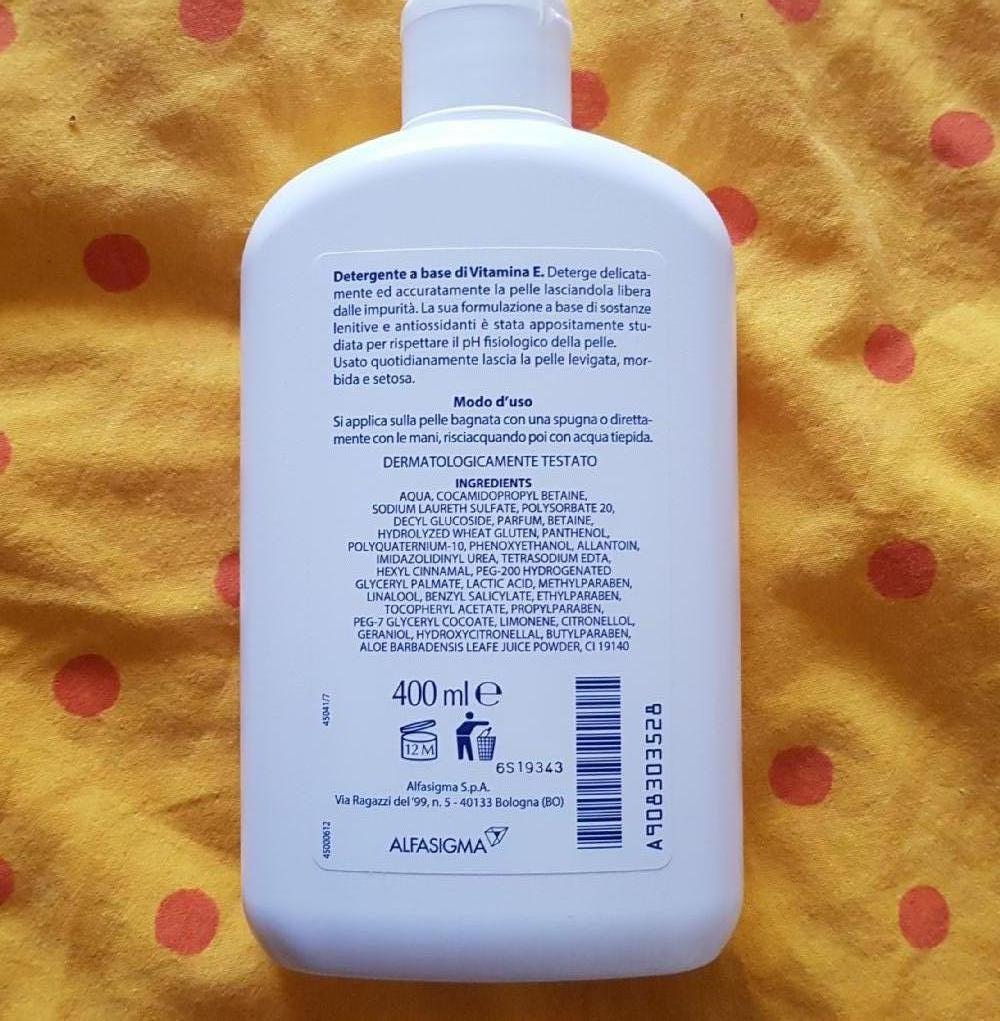 Detergente a base di Vitamina E. Deterge delicata-
mente ed accuratamente la pelle lasciandola libera
dalle impurità. La sua formulazione a base di sostanze
lenitive e antiossidanti è stata appositamente stu-
diata per rispettare il pH fisiologico della pelle.
Usato quotidianamente lascia la pelle levigata, mor-
bida e setosa.
Modo d'uso
Si applica sulla pelle bagnata con una spugna o diretta-
mente con le mani, risciacquando poi con acqua tiepida.
DERMATOLOGICAMENTE TESTATO
INGREDIENTS
AQUA, COCAMIDOPROPYL BETAINE,
SODIUM LAURETH SULFATE, POLYSORBATE 20,
DECYL GLUCOSIDE, PARFUM, BETAINE,
HYDROLYZED WHEAT GLUTEN, PANTHENOL,
POLYQUATERNIUM-10, PHENOXYETHANOL, ALLANTOIN,
IMIDAZOLIDINYL UREA, TETRASODIUM EDTA,
HEXYL CINNAMAL, PEG-200 HYDROGENATED
GLYCERYL PALMATE, LACTIC ACID, METHYLPARABEN,
LINALOOL, BENZYL SALICYLATE, ETHYLPARABEN,
TOCOPHERYL ACETATE, PROPYLPARABEN,
PEG-7 GLYCERYL COCOATE, LIMONENE, CITRONELLOL,
GERANIOL, HYDROXYCITRONELLAL, BUTYLPARABEN,
ALOE BARBADENSIS LEAFE JUICE POWDER, CI 19140
400 ml e
12 M
6S19343
Alfasigma S.p.A.
Via Ragazzi del '99, n. 5 - 40133 Bologna (BO)
ALFASIGMA
45041/7
45000612
A908303528